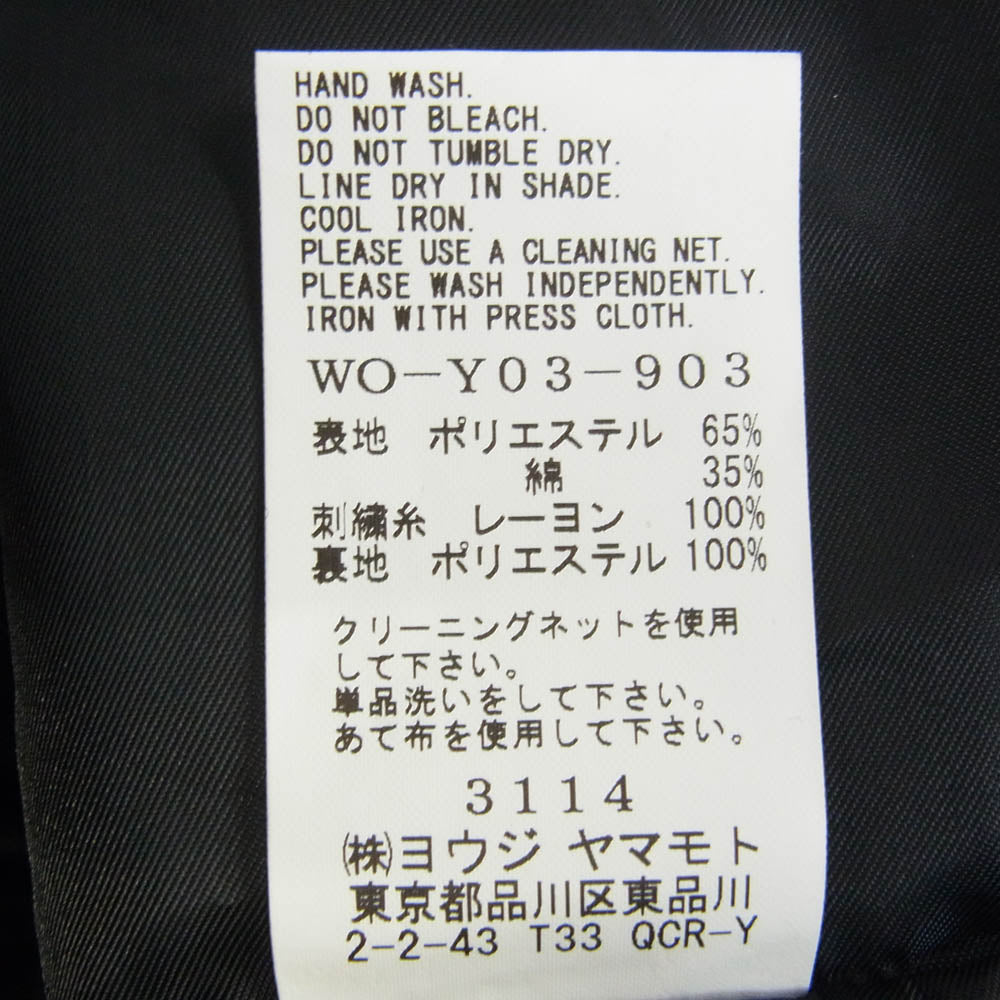 HAND WASH.
DO NOT BLEACH.
DO NOT TUMBLE DRY.
LINE DRY IN SHADE.
COOL IRON.
PLEASE USE A CLEANING NET.
PLEASE WASH INDEPENDENTLY.
IRON WITH PRESS CLOTH.
WO-Y03-903
表地 ポリエステル 65%
綿 35%
刺繍糸 レーヨン 100%
裏地 ポリエステル 100%
クリーニングネットを使用
して下さい。
単品洗いをして下さい。
あて布を使用して下さい。
3114
㈱ヨウジ ヤマモト
東京都品川区東品川
2-2-43 T33 QCR-Y